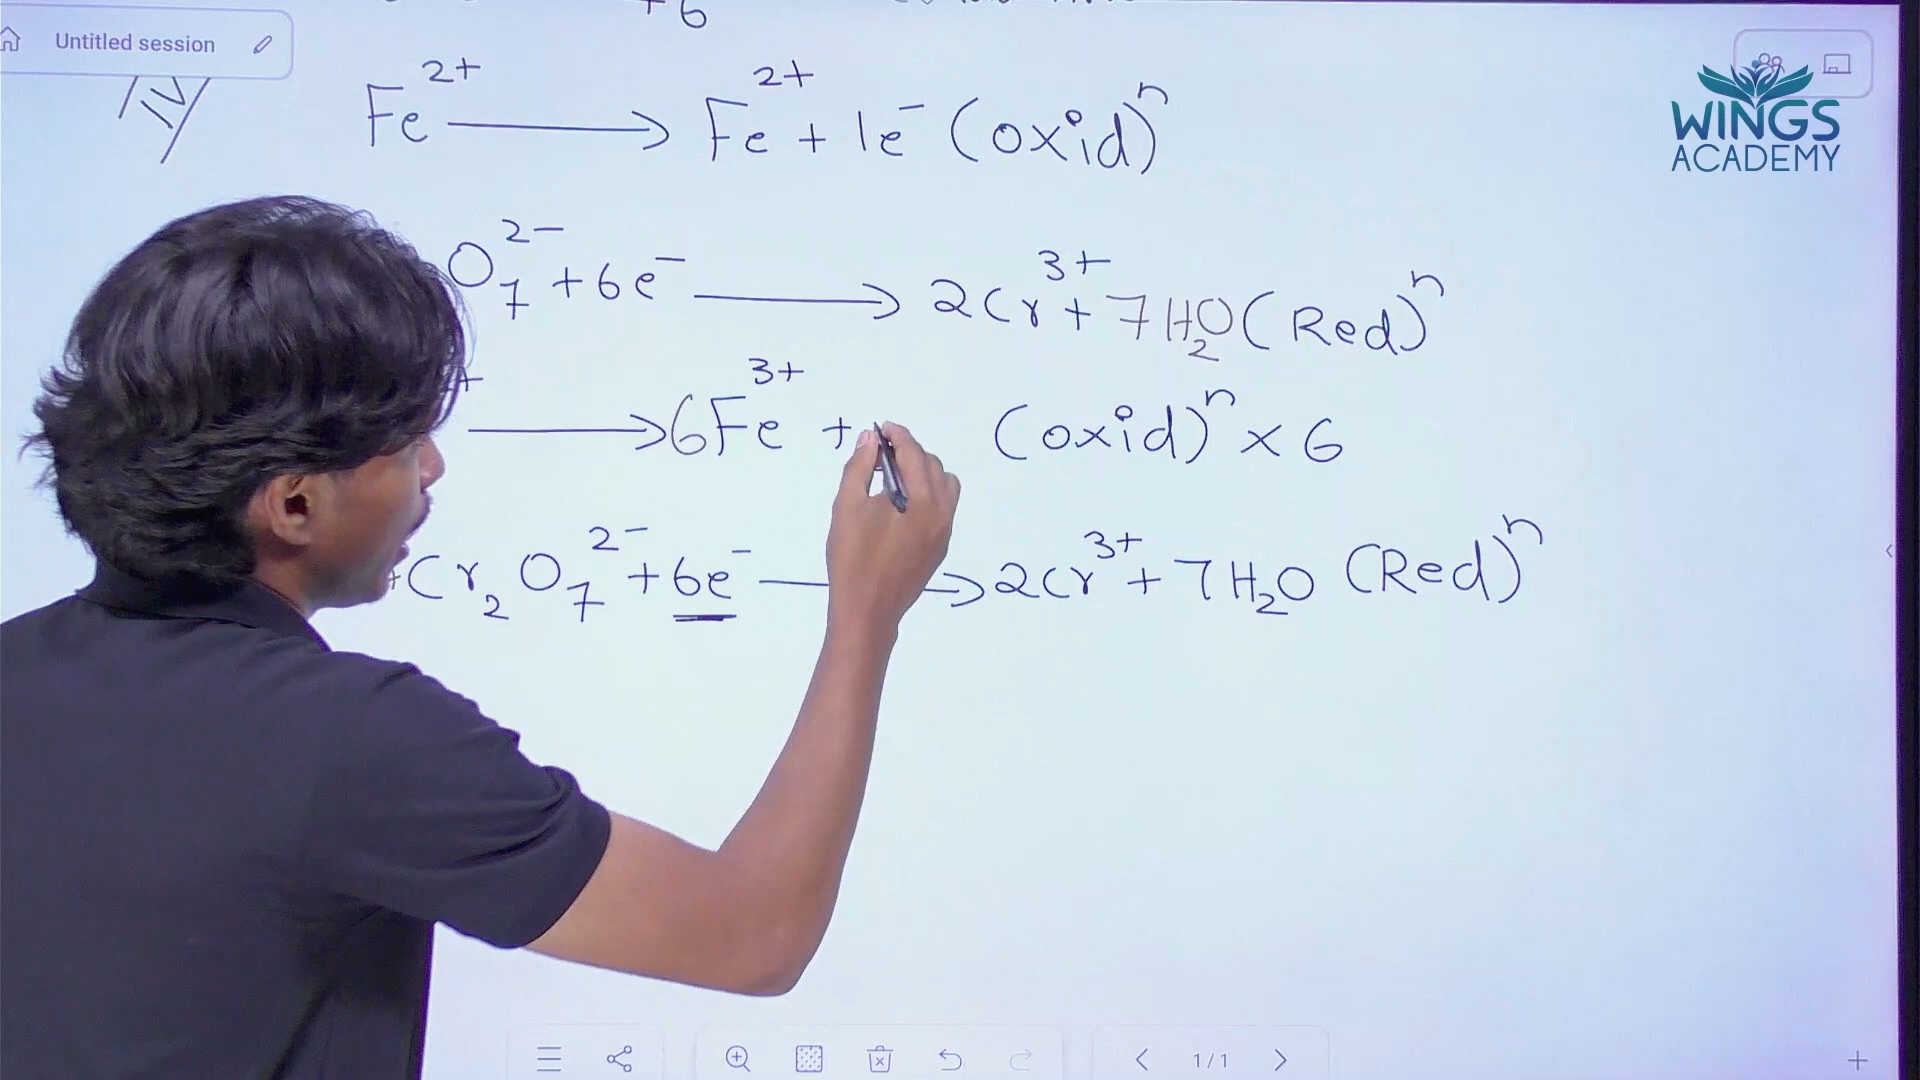 +6
Untitled session
WINGS
ACADEMY
IV
Fe²⁺ ⟶ Fe²⁺ + 1e⁻ (oxid)ⁿ
O₇²⁻ + 6e⁻ ⟶ 2Cr³⁺ + 7H₂O (Red)ⁿ
+ ⟶ 6Fe³⁺ + (oxid)ⁿ × 6
+ Cr₂O₇²⁻ + 6e⁻ ⟶ 2Cr³⁺ + 7H₂O (Red)ⁿ
1/1